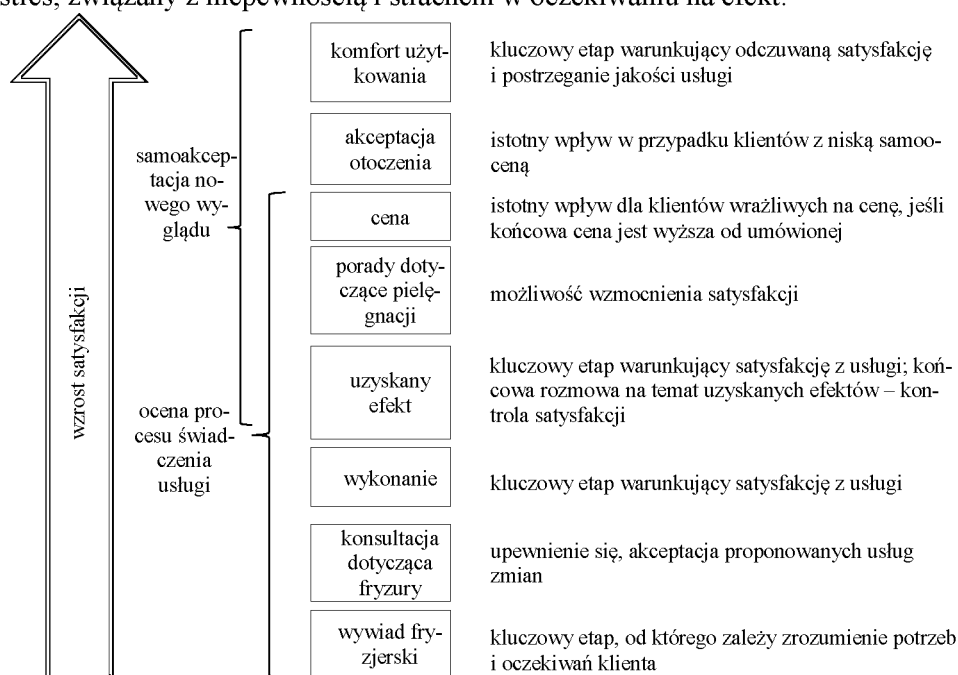 stres, związany z niepewnością i strachem w oczekiwaniu na efekt.
komfort użyt-
kowania
kluczowy etap warunkujący odczuwaną satysfakcję
i postrzeganie jakości usługi
akceptacja
otoczenia
istotny wpływ w przypadku klientów z niską samoo-
ceną
samoakcep-
tacja no-
wego wy-
glądu
cena
istotny wpływ dla klientów wrażliwych na cenę, jeśli
końcowa cena jest wyższa od umówionej
porady doty-
czące pielę-
gnacji
możliwość wzmocnienia satysfakcji
wzrost satysfakcji
uzyskany
efekt
kluczowy etap warunkujący satysfakcję z usługi; koń-
cowa rozmowa na temat uzyskanych efektów – kon-
trola satysfakcji
ocena pro-
cesu świad-
czenia
usługi
wykonanie
kluczowy etap warunkujący satysfakcję z usługi
konsultacja
dotycząca
fryzury
upewnienie się, akceptacja proponowanych usług
zmian
wywiad fry-
zjerski
kluczowy etap, od którego zależy zrozumienie potrzeb
i oczekiwań klienta